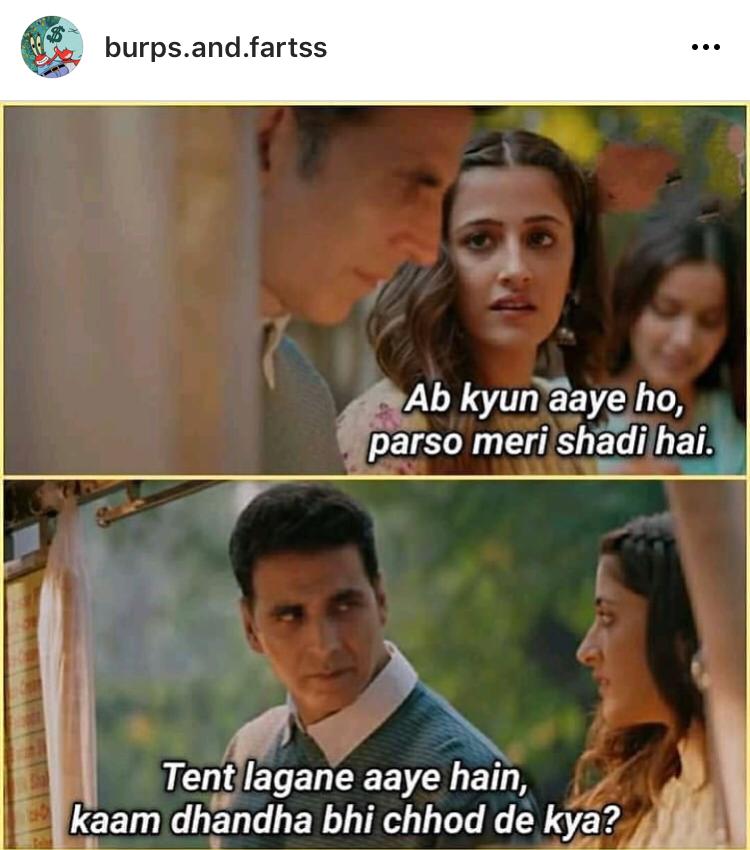 burps.and.fartss
Ab kyun aaye ho,
parso meri shadi hai.
Tent lagane aaye hain,
kaam dhandha bhi chhod de kya?